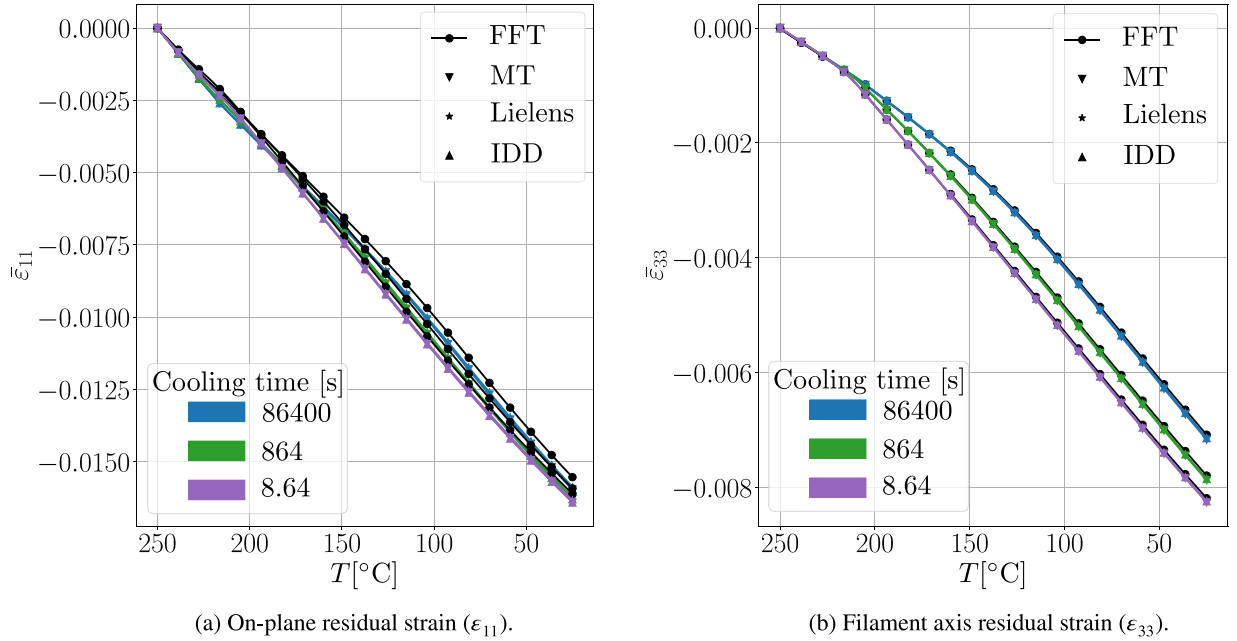 0.0000
−0.0025
−0.0050
−0.0075
−0.0100
−0.0125
−0.0150
ε̄₁₁
FFT
MT
Lielens
IDD
Cooling time [s]
86400
864
8.64
250 200 150 100 50
T[°C]
(a) On-plane residual strain (ε₁₁).
0.000
−0.002
−0.004
−0.006
−0.008
ε̄₃₃
FFT
MT
Lielens
IDD
Cooling time [s]
86400
864
8.64
250 200 150 100 50
T[°C]
(b) Filament axis residual strain (ε₃₃).